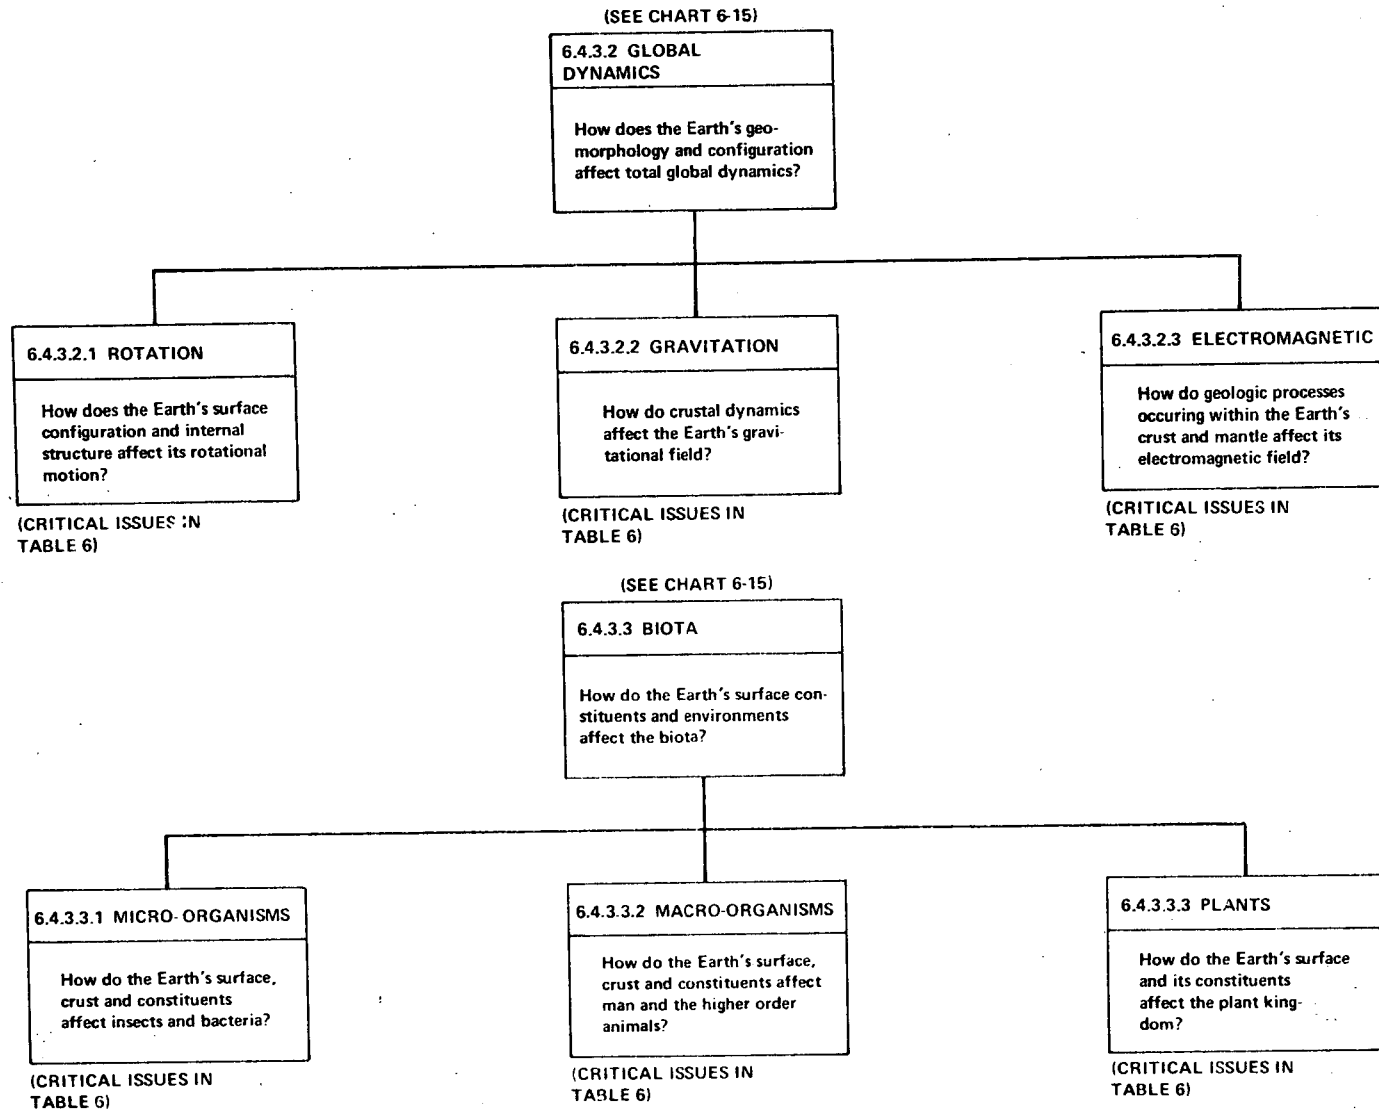 (SEE CHART 6-15)
6.4.3.2 GLOBAL
DYNAMICS
How does the Earth's geo-
morphology and configuration
affect total global dynamics?
6.4.3.2.1 ROTATION
How does the Earth's surface
configuration and internal
structure affect its rotational
motion?
(CRITICAL ISSUES IN
TABLE 6)
6.4.3.2.2 GRAVITATION
How do crustal dynamics
affect the Earth's gravi-
tational field?
(CRITICAL ISSUES IN
TABLE 6)
6.4.3.2.3 ELECTROMAGNETIC
How do geologic processes
occuring within the Earth's
crust and mantle affect its
electromagnetic field?
(CRITICAL ISSUES IN
TABLE 6)
(SEE CHART 6-15)
6.4.3.3 BIOTA
How do the Earth's surface con-
stituents and environments
affect the biota?
6.4.3.3.1 MICRO-ORGANISMS
How do the Earth's surface,
crust and constituents
affect insects and bacteria?
(CRITICAL ISSUES IN
TABLE 6)
6.4.3.3.2 MACRO-ORGANISMS
How do the Earth's surface,
crust and constituents affect
man and the higher order
animals?
(CRITICAL ISSUES IN
TABLE 6)
6.4.3.3.3 PLANTS
How do the Earth's surface
and its constituents
affect the plant king-
dom?
(CRITICAL ISSUES IN
TABLE 6)